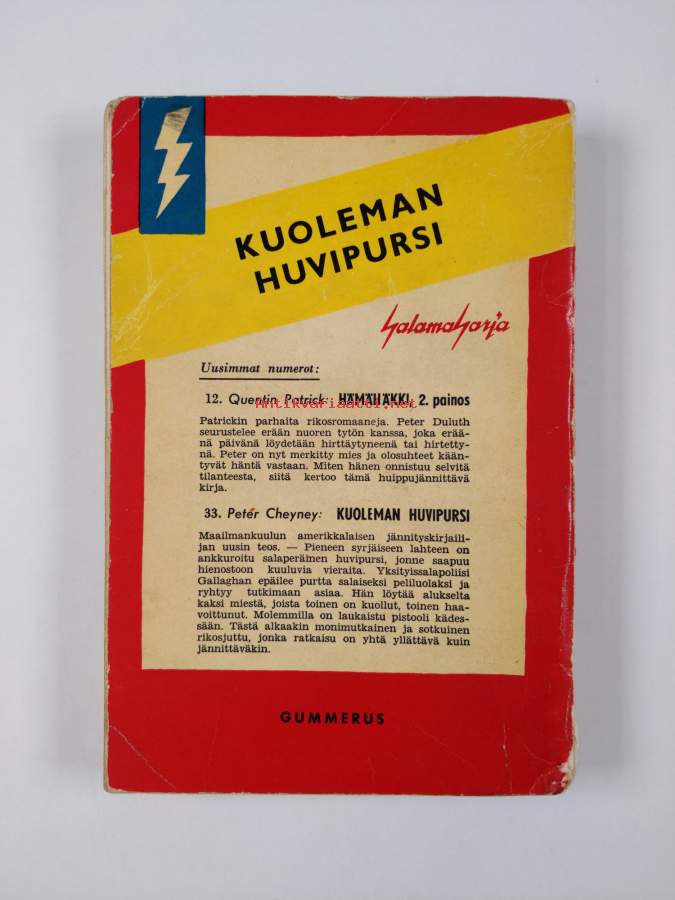 KUOLEMAN
HUVIPURSI
Salamasarja
Uusimmat numerot:
12. Quentin Patrick: HÄMÄHÄKKI, 2. painos
Antikvariaatti.net
Patrickin parhaita rikosromaaneja. Peter Duluth
seurustelee erään nuoren tytön kanssa, joka erää-
nä päivänä löydetään hirttäytyneenä tai hirtetty-
nä. Peter on nyt merkitty mies ja olosuhteet kään-
tyvät häntä vastaan. Miten hänen onnistuu selvitä
tilanteesta, siitä kertoo tämä huippujännittävä
kirja.
33. Peter Cheyney: KUOLEMAN HUVIPURSI
Maailmankuulun amerikkalaisen jännityskirjaili-
jan uusin teos. — Pieneen syrjäiseen lahteen on
ankkuroitu salaperäinen huvipursi, jonne saapuu
hienostoon kuuluvia vieraita. Yksityissalapoliisi
Gallaghan epäilee purtta salaiseksi peliluolaksi ja
ryhtyy tutkimaan asiaa. Hän löytää alukselta
kaksi miestä, joista toinen on kuollut, toinen haa-
voittunut. Molemmilla on laukaistu pistooli kädes-
sään. Tästä alkaakin monimutkainen ja sotkuinen
rikosjuttu, jonka ratkaisu on yhtä yllättävä kuin
jännittäväkin.
GUMMERUS